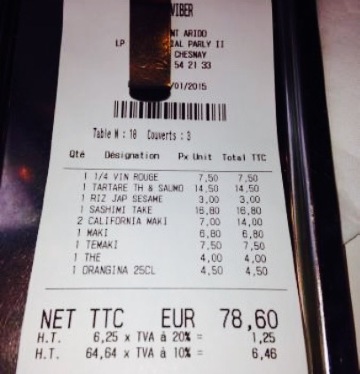 VIBER
NT ARIDO
LP IAL PARLY II
CHESNAY
54 21 33
/01/2015
Table N : 10 Couverts : 3
Qté Désignation Px Unit Total TTC
1 1/4 VIN ROUGE 7,50 7,50
1 TARTARE TH & SAUMO 14,50 14,50
1 RIZ JAP SESAME 3,00 3,00
1 SASHIMI TAKE 16,80 16,80
2 CALIFORNIA MAKI 7,00 14,00
1 MAKI 6,80 6,80
1 TEMAKI 7,50 7,50
1 THE 4,00 4,00
1 ORANGINA 25CL 4,50 4,50
NET TTC EUR 78,60
H.T. 6,25 x TVA à 20% = 1,25
H.T. 64,64 x TVA à 10% = 6,46